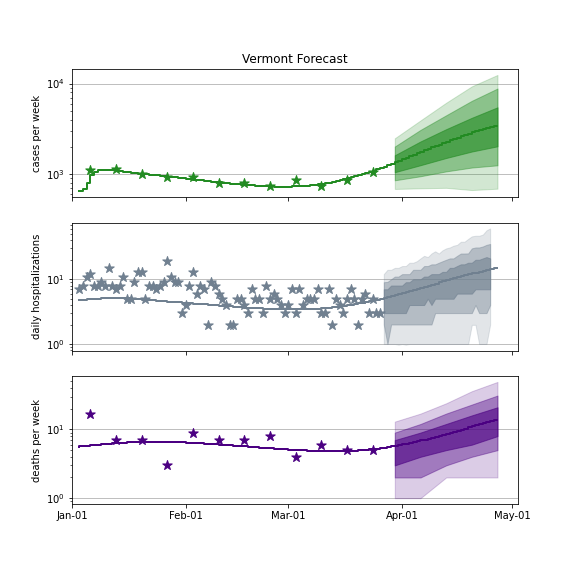 Vermont Forecast
cases per week
10⁴
10³
daily hospitalizations
10¹
10⁰
deaths per week
10¹
10⁰
Jan-01 Feb-01 Mar-01 Apr-01 May-01